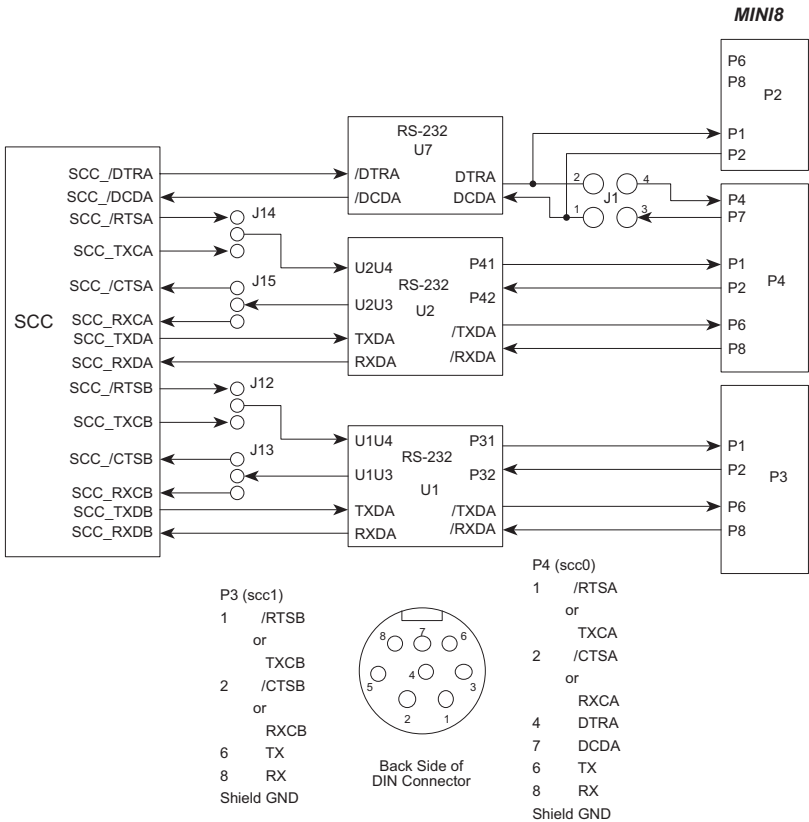 MINI8
P6
P8
P2
P1
P2
RS-232
U7
/DTRA
DTRA
/DCDA
DCDA
2
4
J1
1
3
SCC
SCC_/DTRA
SCC_/DCDA
SCC_/RTSA
J14
SCC_TXCA
SCC_/CTSA
J15
SCC_RXCA
SCC_TXDA
SCC_RXDA
SCC_/RTSB
J12
SCC_TXCB
SCC_/CTSB
J13
SCC_RXCB
SCC_TXDB
SCC_RXDB
U2U4
P41
RS-232
U2U3
P42
U2
TXDA
/TXDA
RXDA
/RXDA
P4
P7
P1
P4
P2
P6
P8
U1U4
P31
RS-232
U1U3
P32
U1
TXDA
/TXDA
RXDA
/RXDA
P1
P2
P3
P6
P8
P3 (scc1)
1 /RTSB
or
TXCB
2 /CTSB
or
RXCB
6 TX
8 RX
Shield GND
8
7
6
5
4
3
2
1
Back Side of
DIN Connector
P4 (scc0)
1 /RTSA
or
TXCA
2 /CTSA
or
RXCA
4 DTRA
7 DCDA
6 TX
8 RX
Shield GND